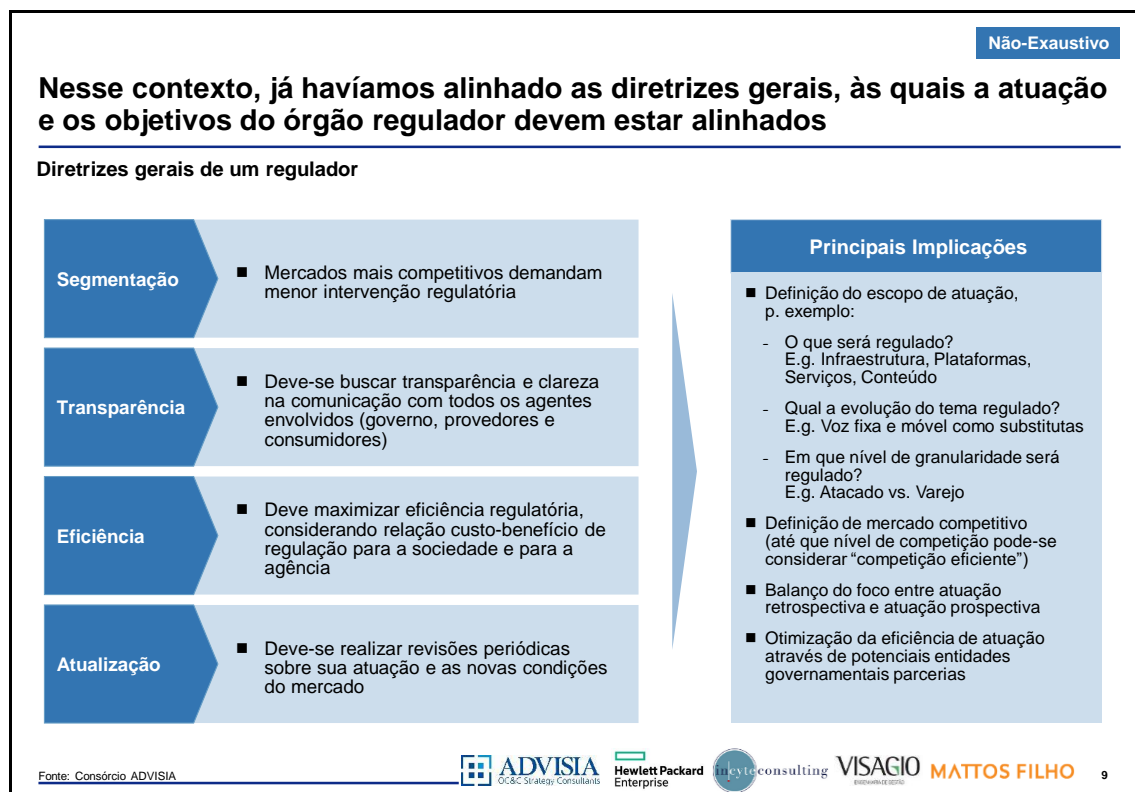 Não-Exaustivo
Nesse contexto, já havíamos alinhado as diretrizes gerais, às quais a atuação
e os objetivos do órgão regulador devem estar alinhados
Diretrizes gerais de um regulador
Segmentação
■ Mercados mais competitivos demandam
menor intervenção regulatória
Transparência
■ Deve-se buscar transparência e clareza
na comunicação com todos os agentes
envolvidos (governo, provedores e
consumidores)
Eficiência
■ Deve maximizar eficiência regulatória,
considerando relação custo-benefício de
regulação para a sociedade e para a
agência
Atualização
■ Deve-se realizar revisões periódicas
sobre sua atuação e as novas condições
do mercado
Principais Implicações
■ Definição do escopo de atuação,
p. exemplo:
- O que será regulado?
E.g. Infraestrutura, Plataformas,
Serviços, Conteúdo
- Qual a evolução do tema regulado?
E.g. Voz fixa e móvel como substitutas
- Em que nível de granularidade será
regulado?
E.g. Atacado vs. Varejo
■ Definição de mercado competitivo
(até que nível de competição pode-se
considerar “competição eficiente”)
■ Balanço do foco entre atuação
retrospectiva e atuação prospectiva
■ Otimização da eficiência de atuação
através de potenciais entidades
governamentais parcerias
Fonte: Consórcio ADVISIA
ADVISIA
OC&C Strategy Consultants
Hewlett Packard
Enterprise
incyteconsulting
VISAGIO
ENGENHARIA DE GESTÃO
MATTOS FILHO
9